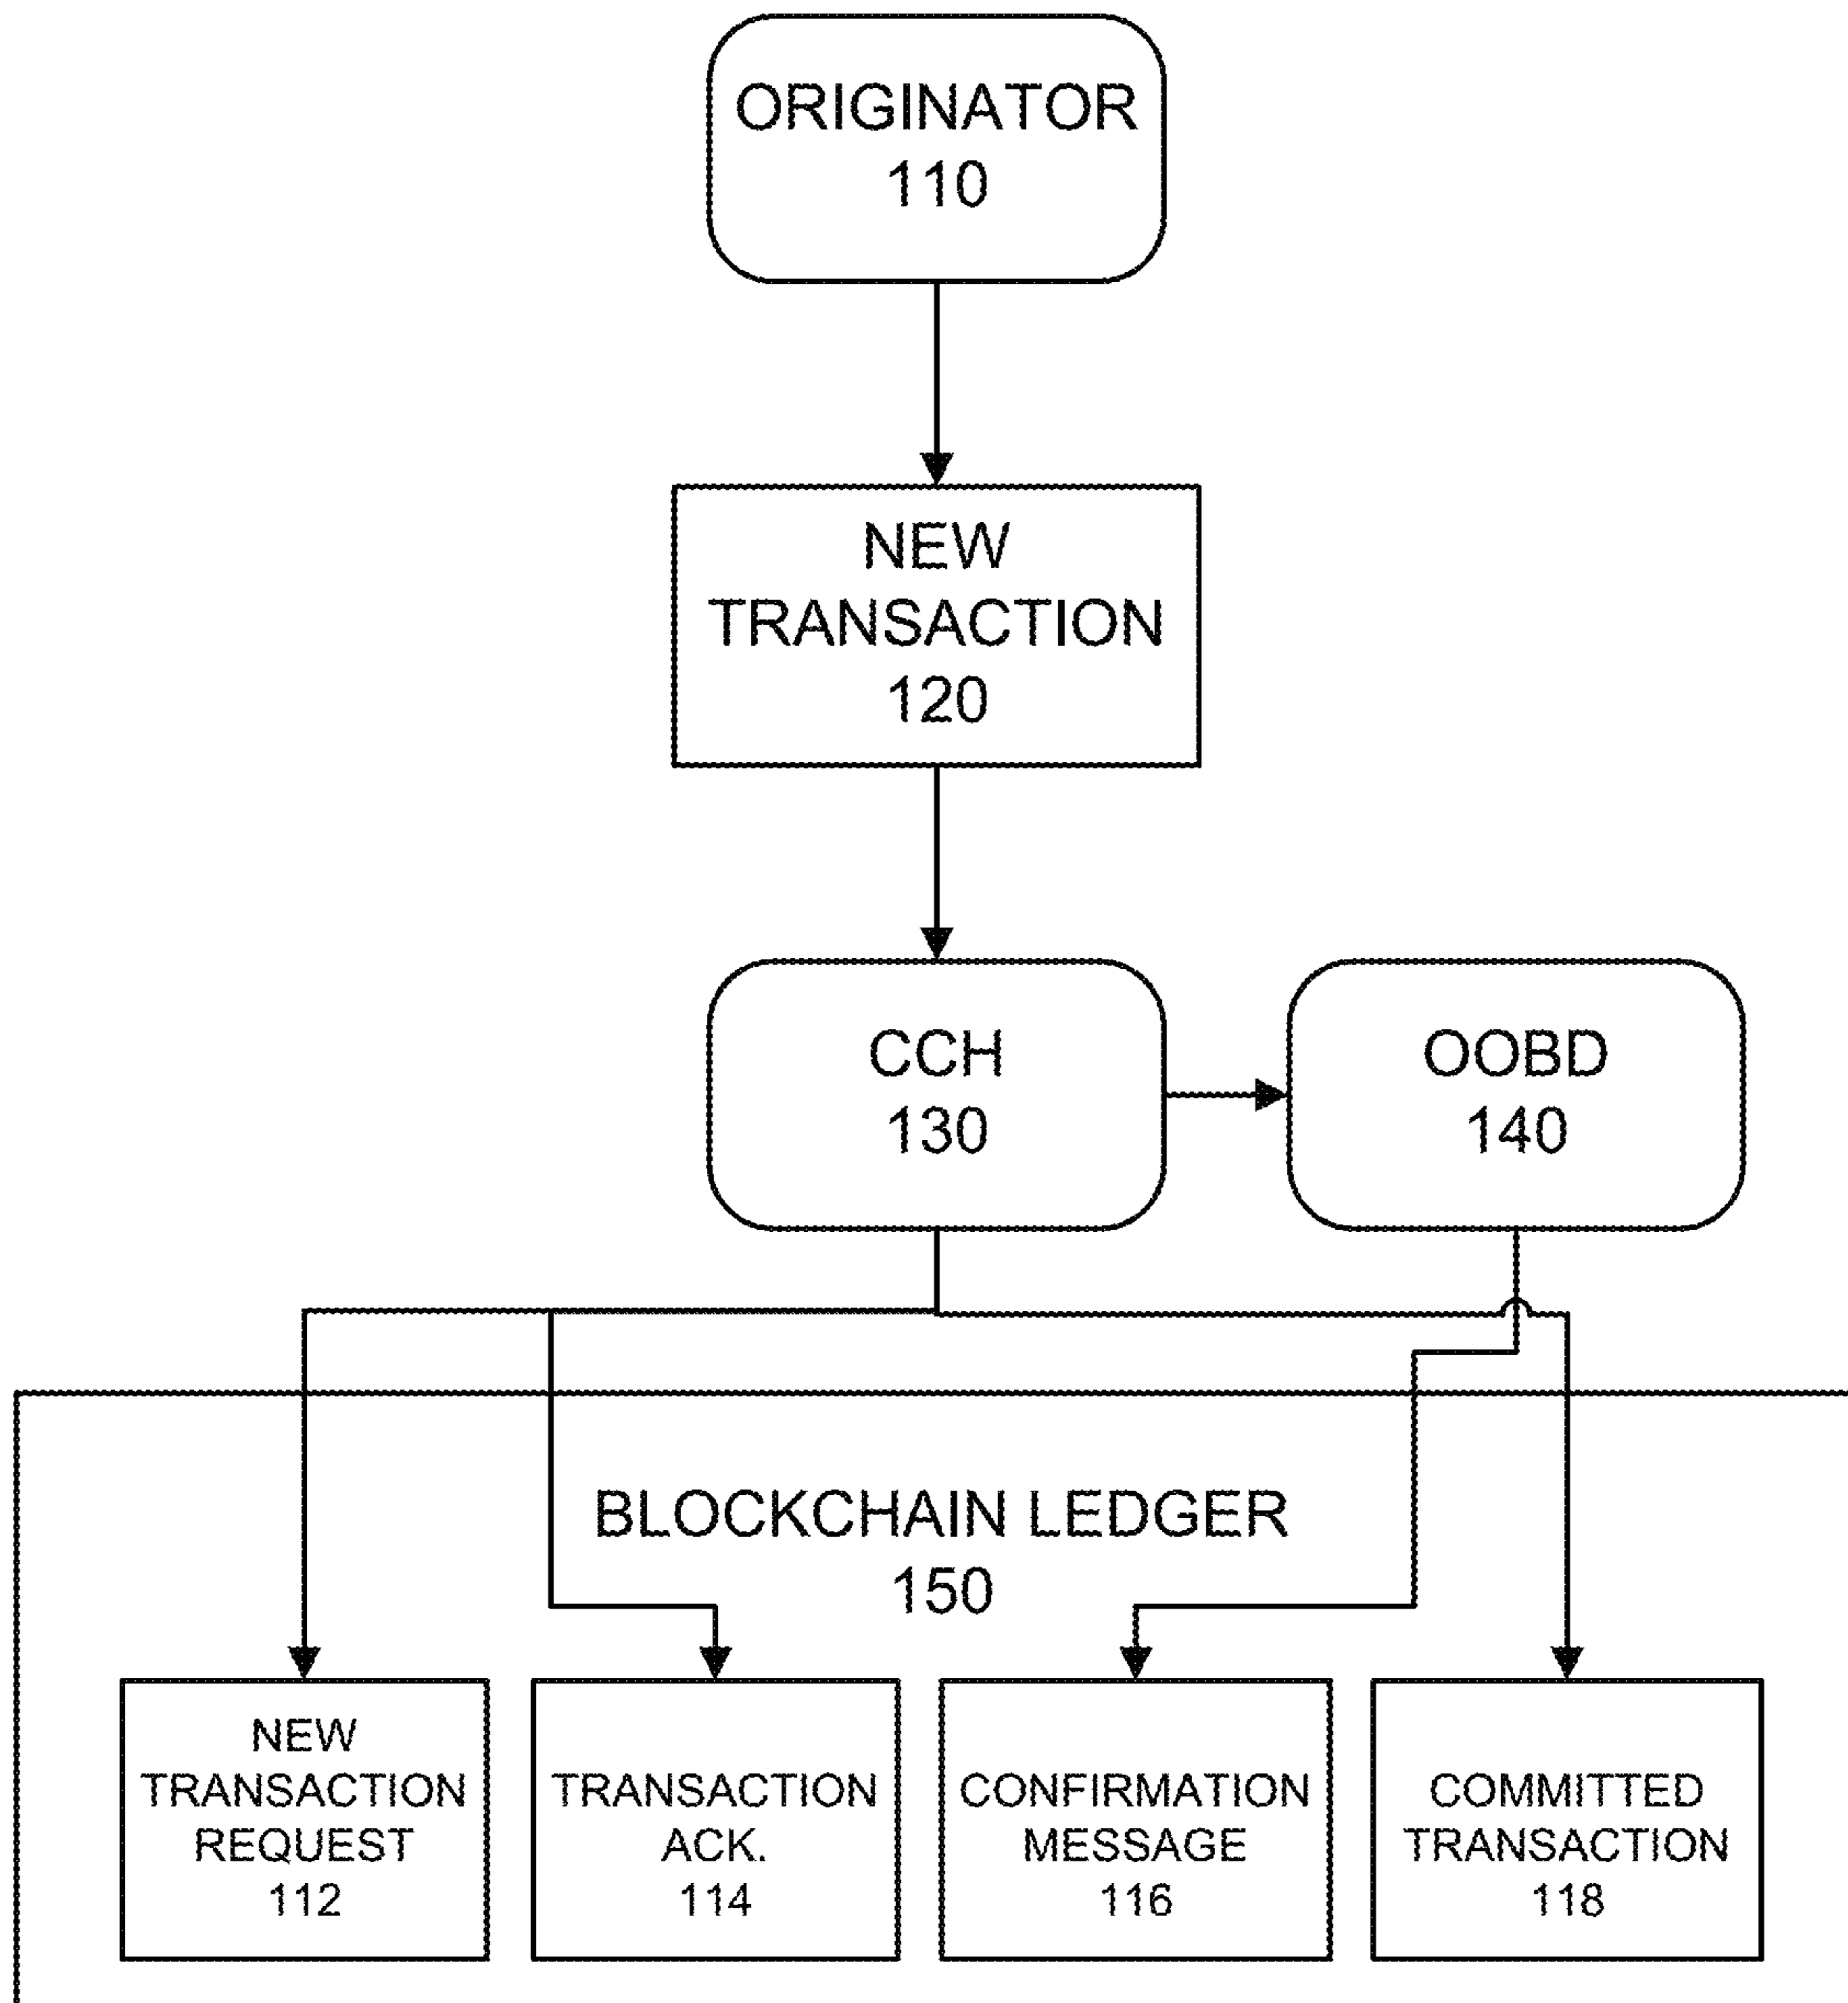 ORIGINATOR
110
NEW
TRANSACTION
120
CCH
130
OOBD
140
BLOCKCHAIN LEDGER
150
NEW
TRANSACTION
REQUEST
112
TRANSACTION
ACK.
114
CONFIRMATION
MESSAGE
116
COMMITTED
TRANSACTION
118